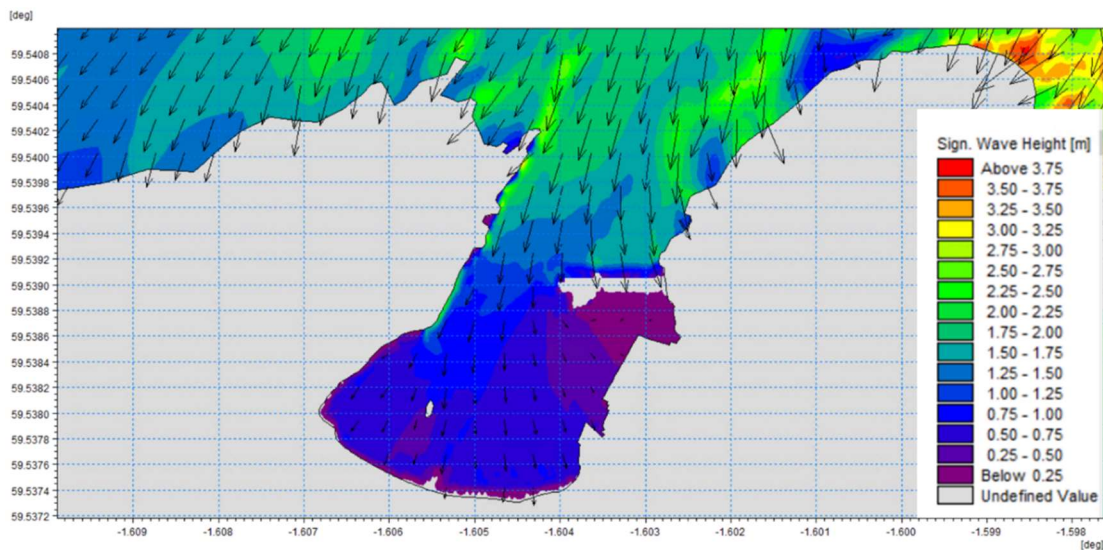 [deg]
59.5408
59.5406
59.5404
59.5402
59.5400
59.5398
59.5396
59.5394
59.5392
59.5390
59.5388
59.5386
59.5384
59.5382
59.5380
59.5378
59.5376
59.5374
59.5372
Sign. Wave Height [m]
Above 3.75
3.50 - 3.75
3.25 - 3.50
3.00 - 3.25
2.75 - 3.00
2.50 - 2.75
2.25 - 2.50
2.00 - 2.25
1.75 - 2.00
1.50 - 1.75
1.25 - 1.50
1.00 - 1.25
0.75 - 1.00
0.50 - 0.75
0.25 - 0.50
Below 0.25
Undefined Value
-1.609 -1.608 -1.607 -1.606 -1.605 -1.604 -1.603 -1.602 -1.601 -1.600 -1.599 -1.598
[deg]